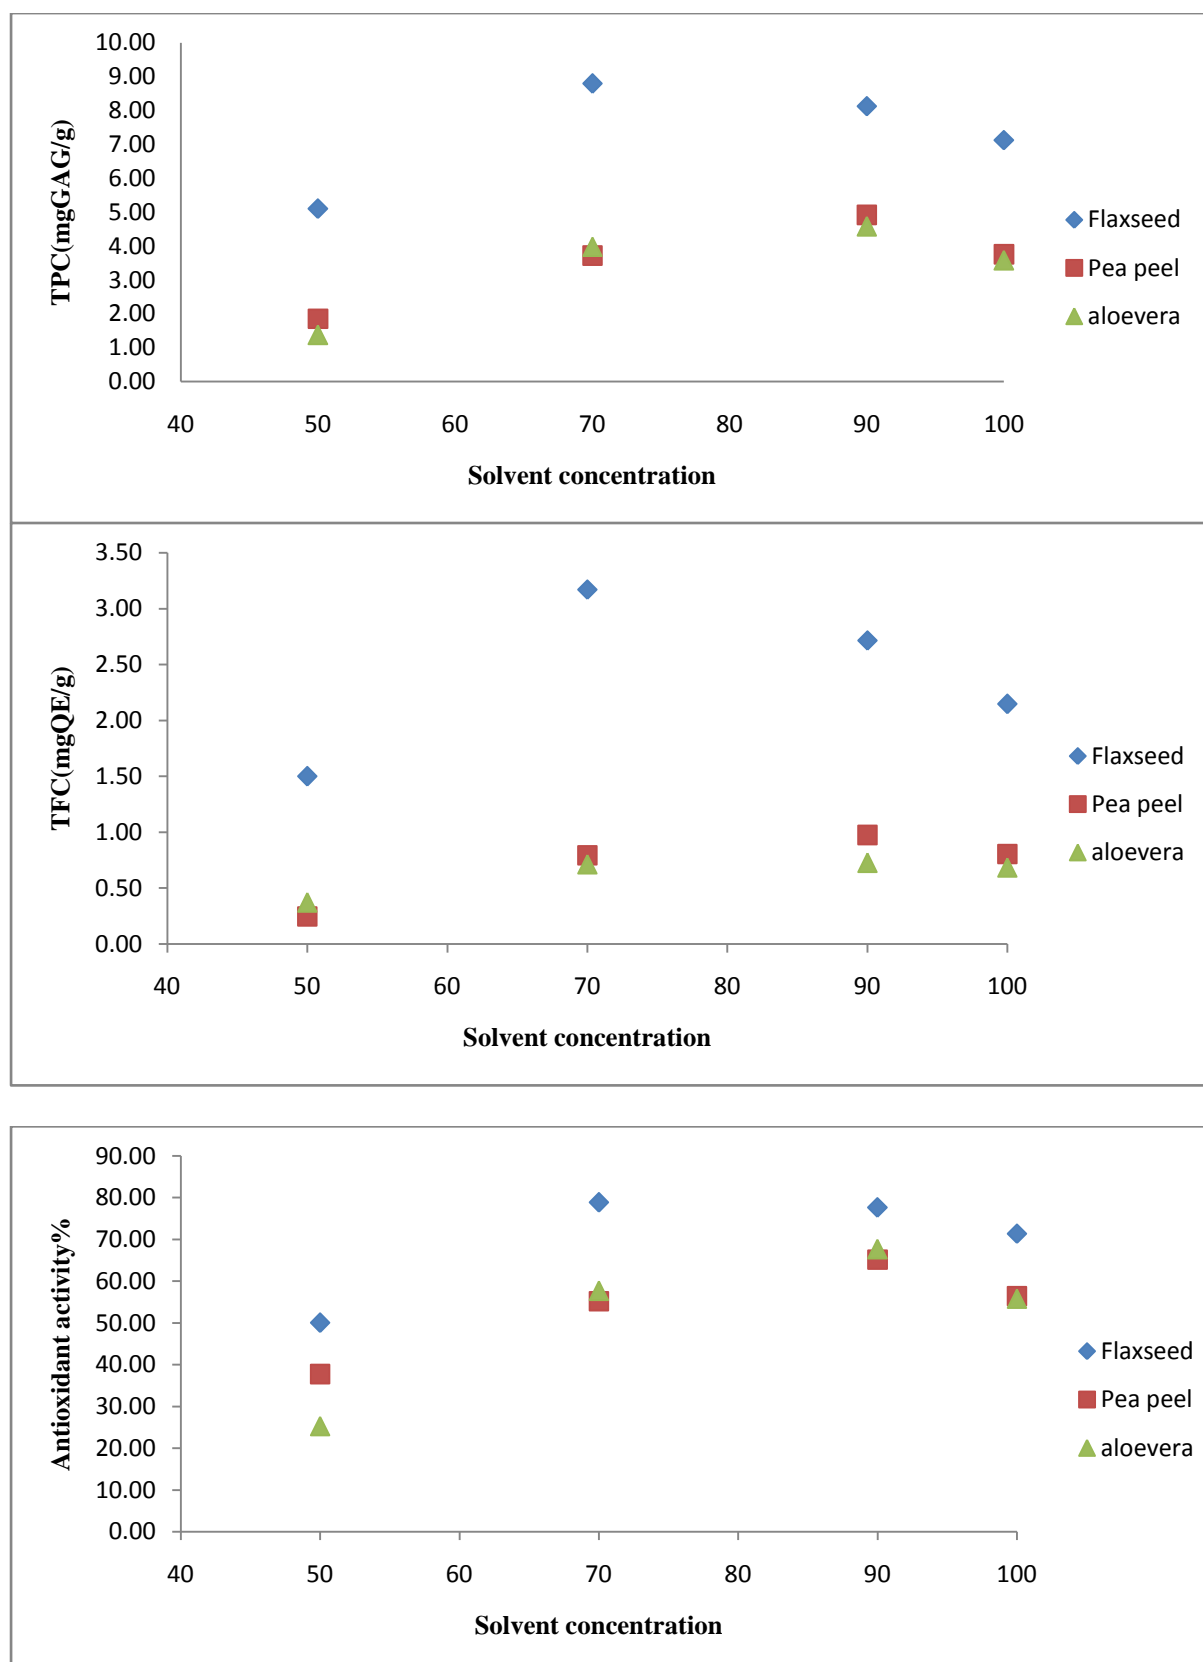 10.00
9.00
8.00
7.00
6.00
5.00
4.00
3.00
2.00
1.00
0.00
TPC(mgGAG/g)
40 50 60 70 80 90 100
Solvent concentration
Flaxseed
Pea peel
aloevera
3.50
3.00
2.50
2.00
1.50
1.00
0.50
0.00
TFC(mgQE/g)
40 50 60 70 80 90 100
Solvent concentration
Flaxseed
Pea peel
aloevera
90.00
80.00
70.00
60.00
50.00
40.00
30.00
20.00
10.00
0.00
Antioxidant activity%
40 50 60 70 80 90 100
Solvent concentration
Flaxseed
Pea peel
aloevera